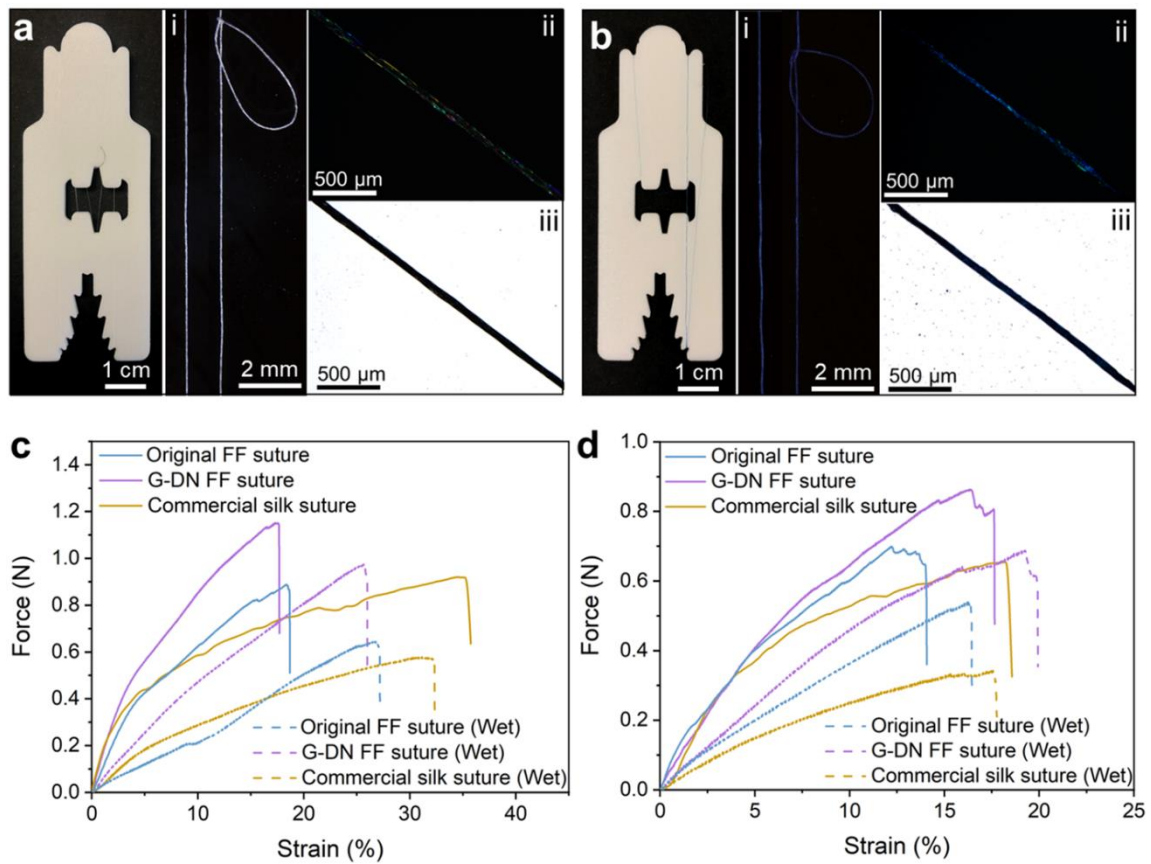 a
i
ii
500 µm
iii
1 cm
2 mm
500 µm
b
i
ii
500 µm
iii
1 cm
2 mm
500 µm
c
Original FF suture
G-DN FF suture
Commercial silk suture
1.4
1.2
1.0
0.8
0.6
0.4
0.2
0.0
Force (N)
Original FF suture (Wet)
G-DN FF suture (Wet)
Commercial silk suture (Wet)
0 10 20 30 40
Strain (%)
d
Original FF suture
G-DN FF suture
Commercial silk suture
1.0
0.8
0.6
0.4
0.2
0.0
Force (N)
Original FF suture (Wet)
G-DN FF suture (Wet)
Commercial silk suture (Wet)
0 5 10 15 20 25
Strain (%)